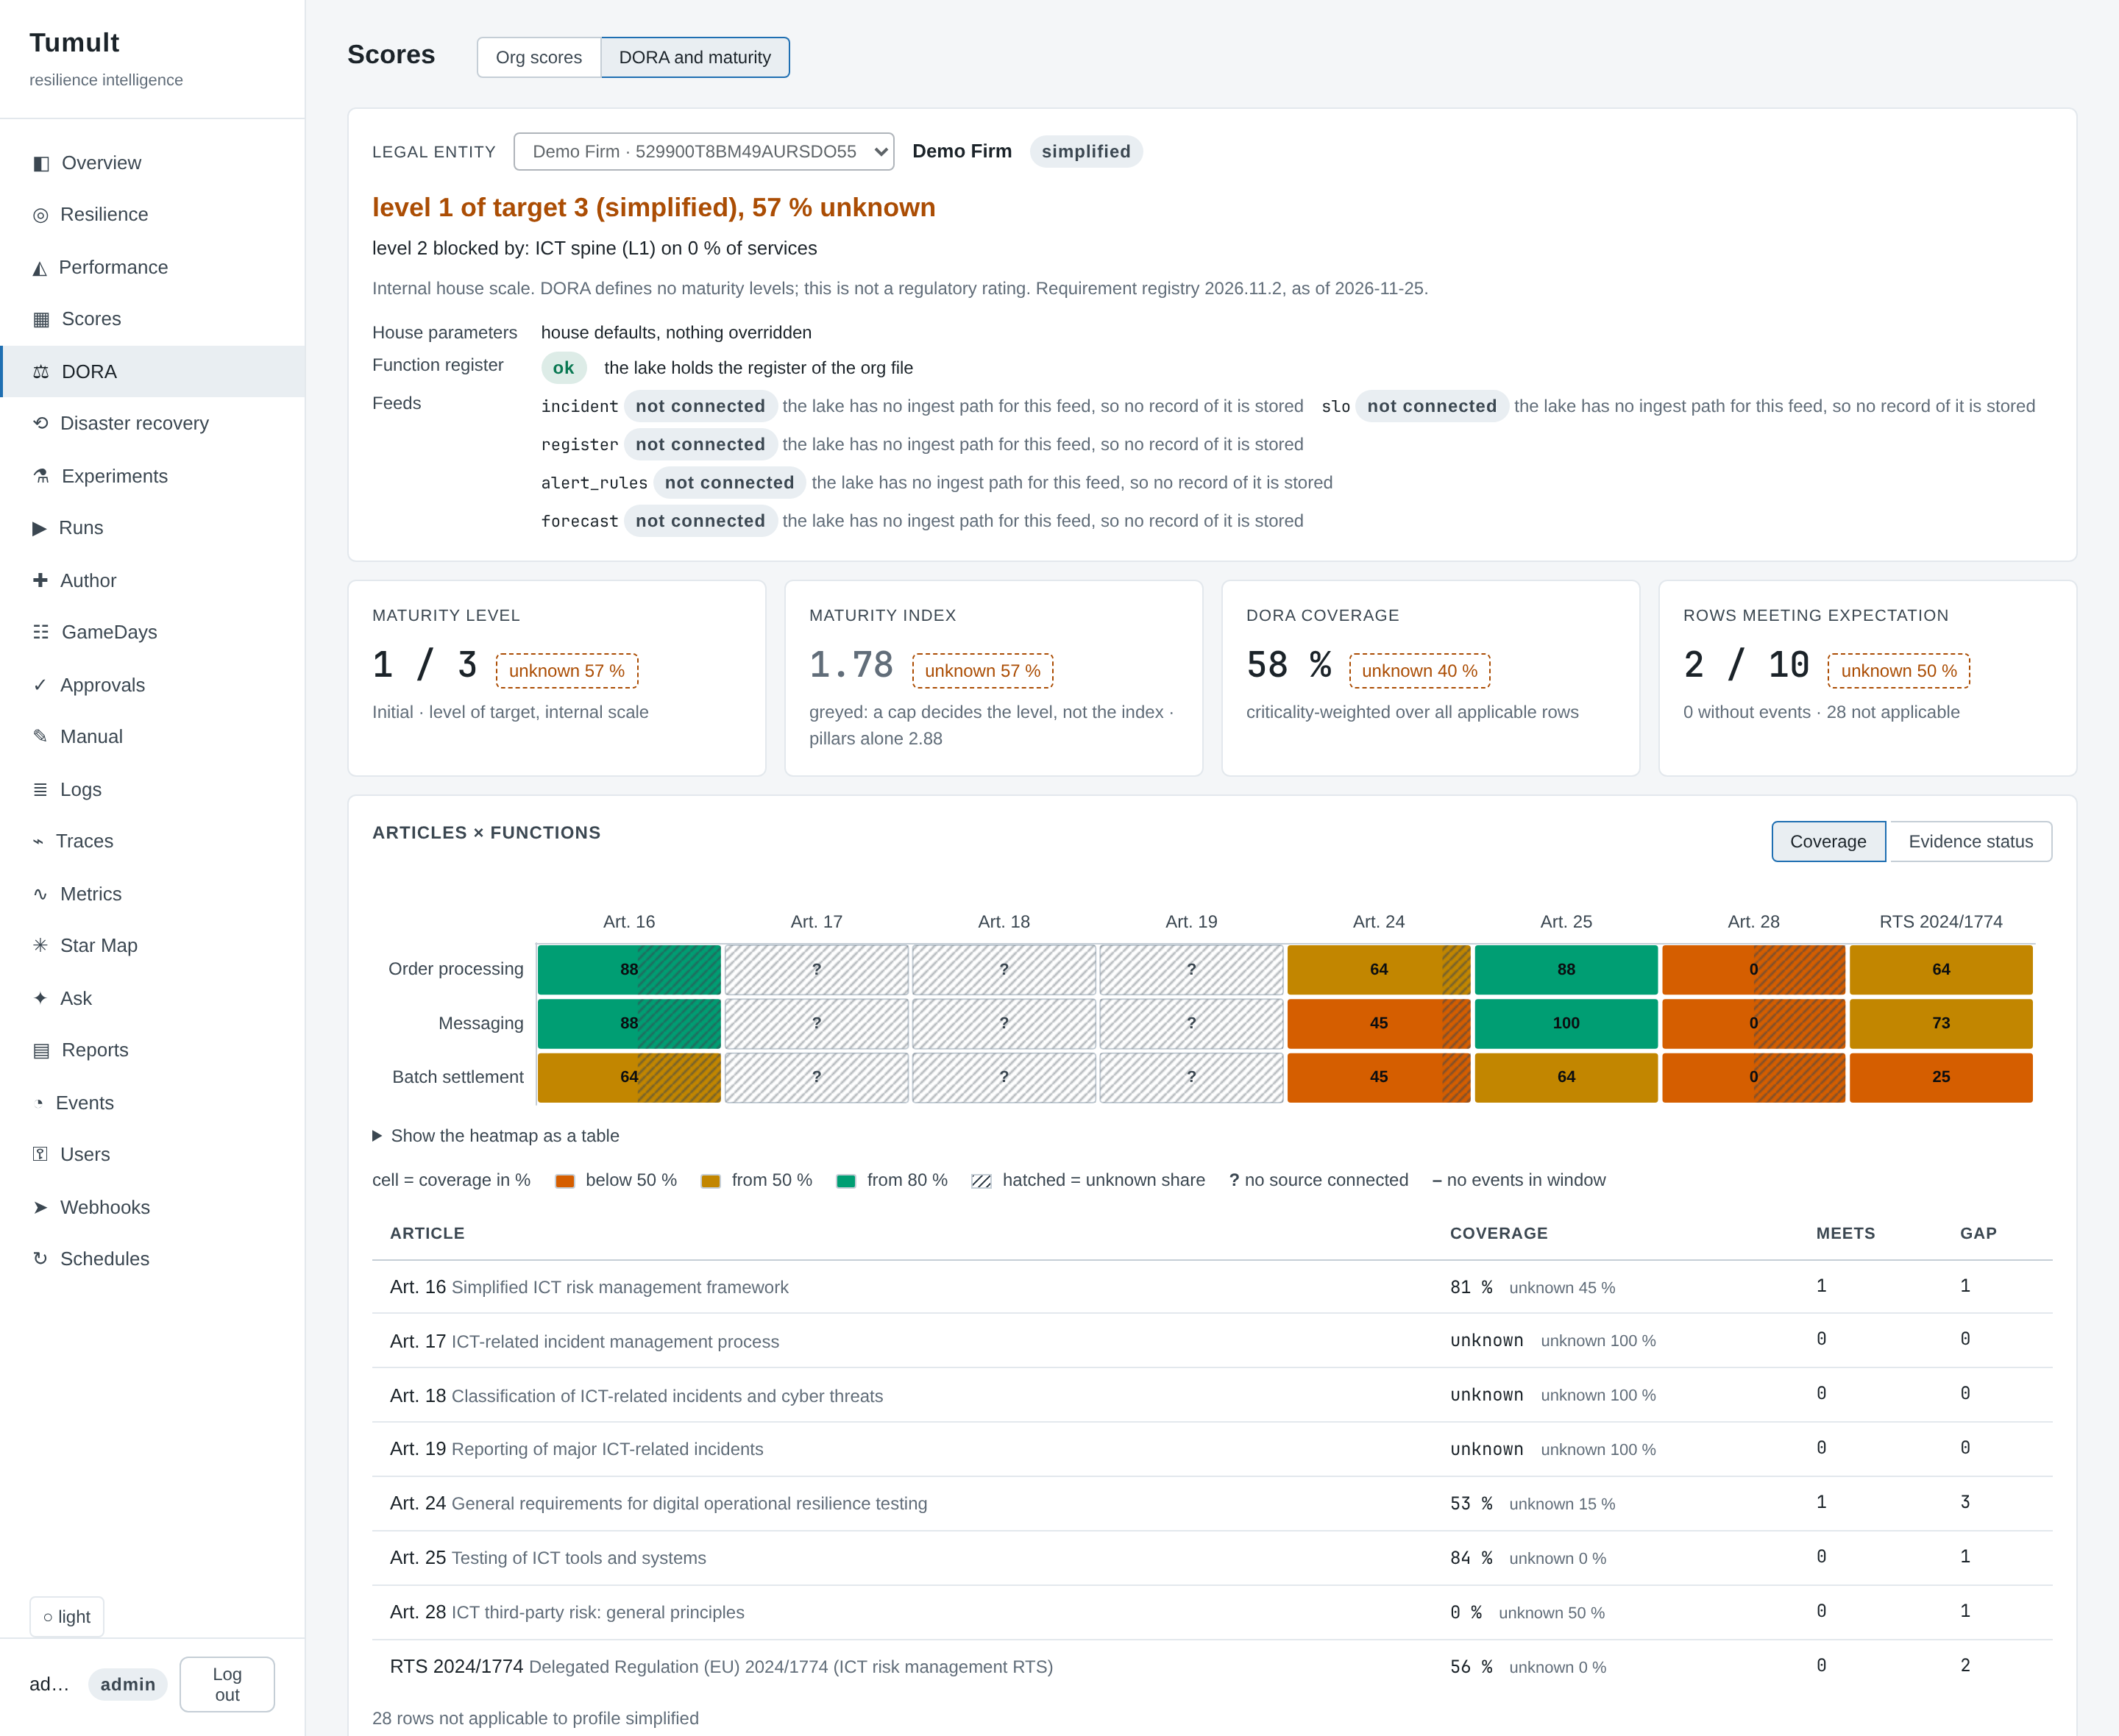 Tumult
resilience intelligence
Overview
Resilience
Performance
Scores
DORA
Disaster recovery
Experiments
Runs
Author
GameDays
Approvals
Manual
Logs
Traces
Metrics
Star Map
Ask
Reports
Events
Users
Webhooks
Schedules
○ light
ad… admin Log out
Scores Org scores DORA and maturity
LEGAL ENTITY Demo Firm · 529900T8BM49AURSDO55 Demo Firm simplified
level 1 of target 3 (simplified), 57 % unknown
level 2 blocked by: ICT spine (L1) on 0 % of services
Internal house scale. DORA defines no maturity levels; this is not a regulatory rating. Requirement registry 2026.11.2, as of 2026-11-25.
House parameters house defaults, nothing overridden
Function register ok the lake holds the register of the org file
Feeds incident not connected the lake has no ingest path for this feed, so no record of it is stored slo not connected the lake has no ingest path for this feed, so no record of it is stored
register not connected the lake has no ingest path for this feed, so no record of it is stored
alert_rules not connected the lake has no ingest path for this feed, so no record of it is stored
forecast not connected the lake has no ingest path for this feed, so no record of it is stored
MATURITY LEVEL
1 / 3 unknown 57 %
Initial · level of target, internal scale
MATURITY INDEX
1.78 unknown 57 %
greyed: a cap decides the level, not the index ·
pillars alone 2.88
DORA COVERAGE
58 % unknown 40 %
criticality-weighted over all applicable rows
ROWS MEETING EXPECTATION
2 / 10 unknown 50 %
0 without events · 28 not applicable
ARTICLES × FUNCTIONS Coverage Evidence status
Art. 16 Art. 17 Art. 18 Art. 19 Art. 24 Art. 25 Art. 28 RTS 2024/1774
Order processing 88 ? ? ? 64 88 0 64
Messaging 88 ? ? ? 45 100 0 73
Batch settlement 64 ? ? ? 45 64 0 25
▶ Show the heatmap as a table
cell = coverage in % below 50 % from 50 % from 80 % hatched = unknown share ? no source connected – no events in window
ARTICLE COVERAGE MEETS GAP
Art. 16 Simplified ICT risk management framework 81 % unknown 45 % 1 1
Art. 17 ICT-related incident management process unknown unknown 100 % 0 0
Art. 18 Classification of ICT-related incidents and cyber threats unknown unknown 100 % 0 0
Art. 19 Reporting of major ICT-related incidents unknown unknown 100 % 0 0
Art. 24 General requirements for digital operational resilience testing 53 % unknown 15 % 1 3
Art. 25 Testing of ICT tools and systems 84 % unknown 0 % 0 1
Art. 28 ICT third-party risk: general principles 0 % unknown 50 % 0 1
RTS 2024/1774 Delegated Regulation (EU) 2024/1774 (ICT risk management RTS) 56 % unknown 0 % 0 2
28 rows not applicable to profile simplified